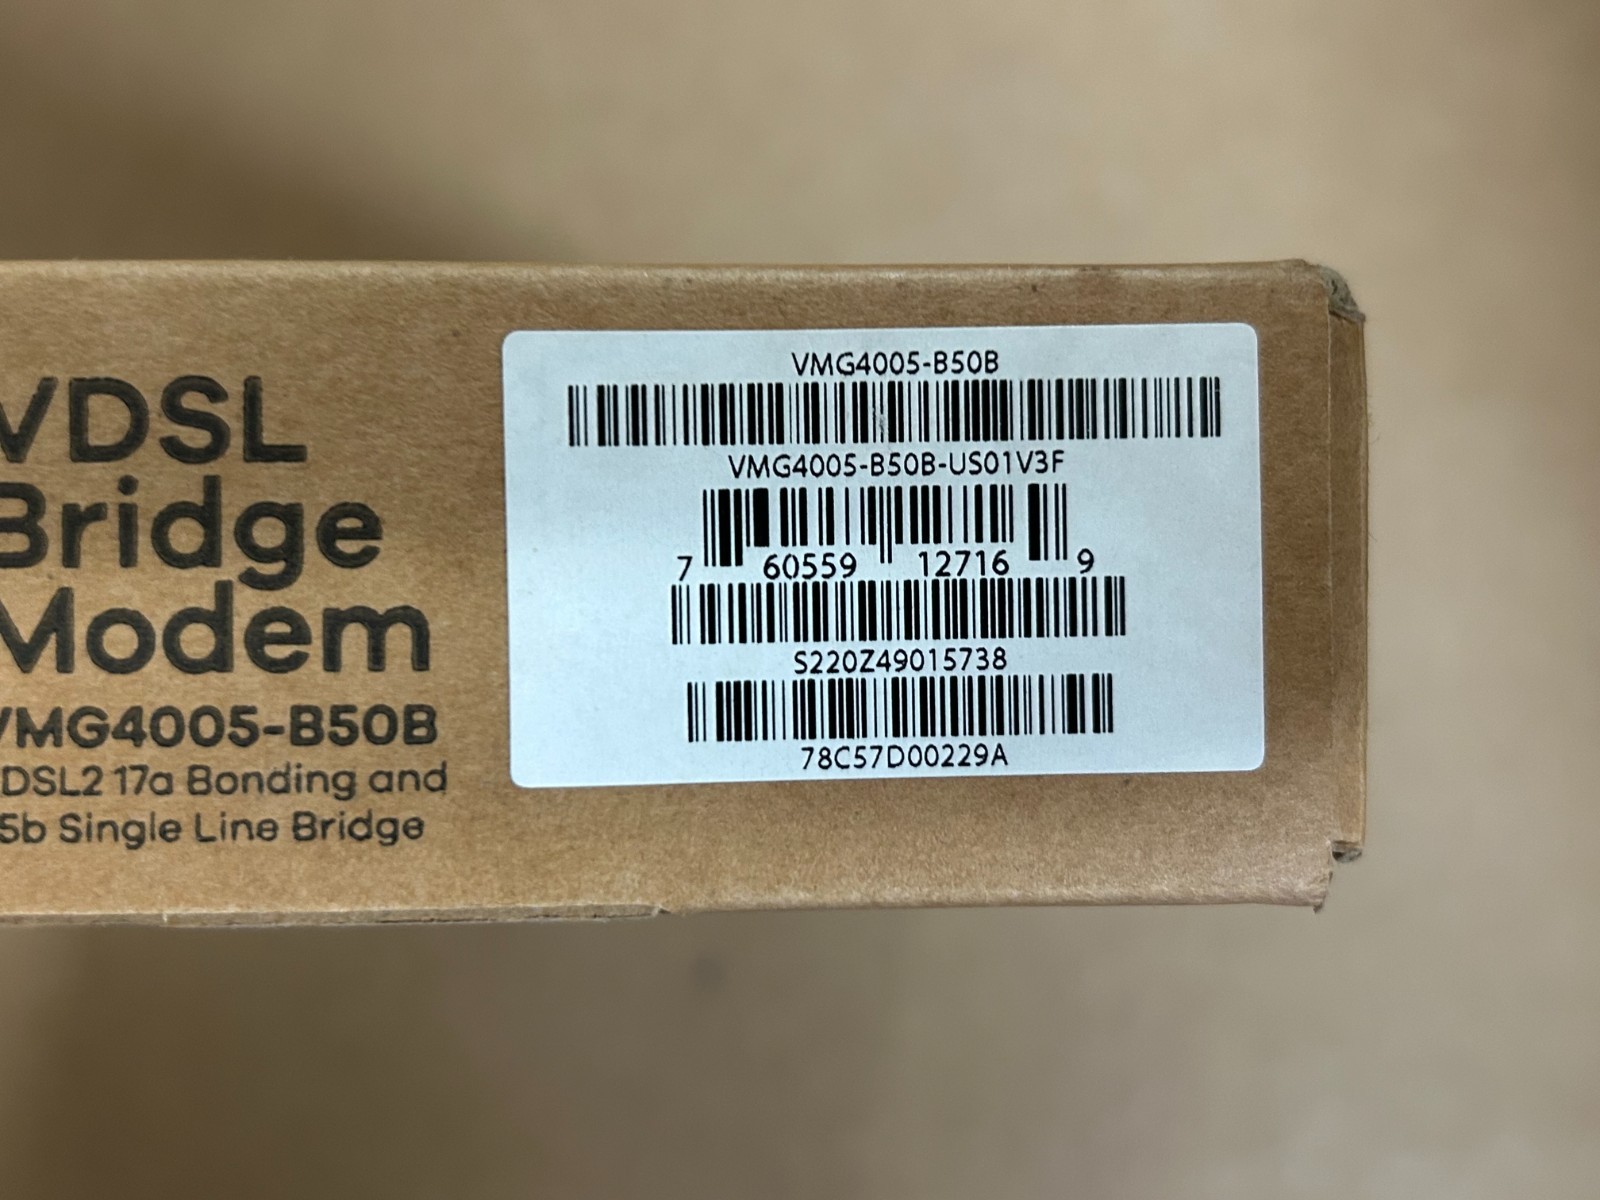 VDSL
Bridge
Modem
VMG4005-B50B
DSL2 17a Bonding and
5b Single Line Bridge
VMG4005-B50B
VMG4005-B50B-US01V3F
7 60559 12716 9
S220Z49015738
78C57D00229A